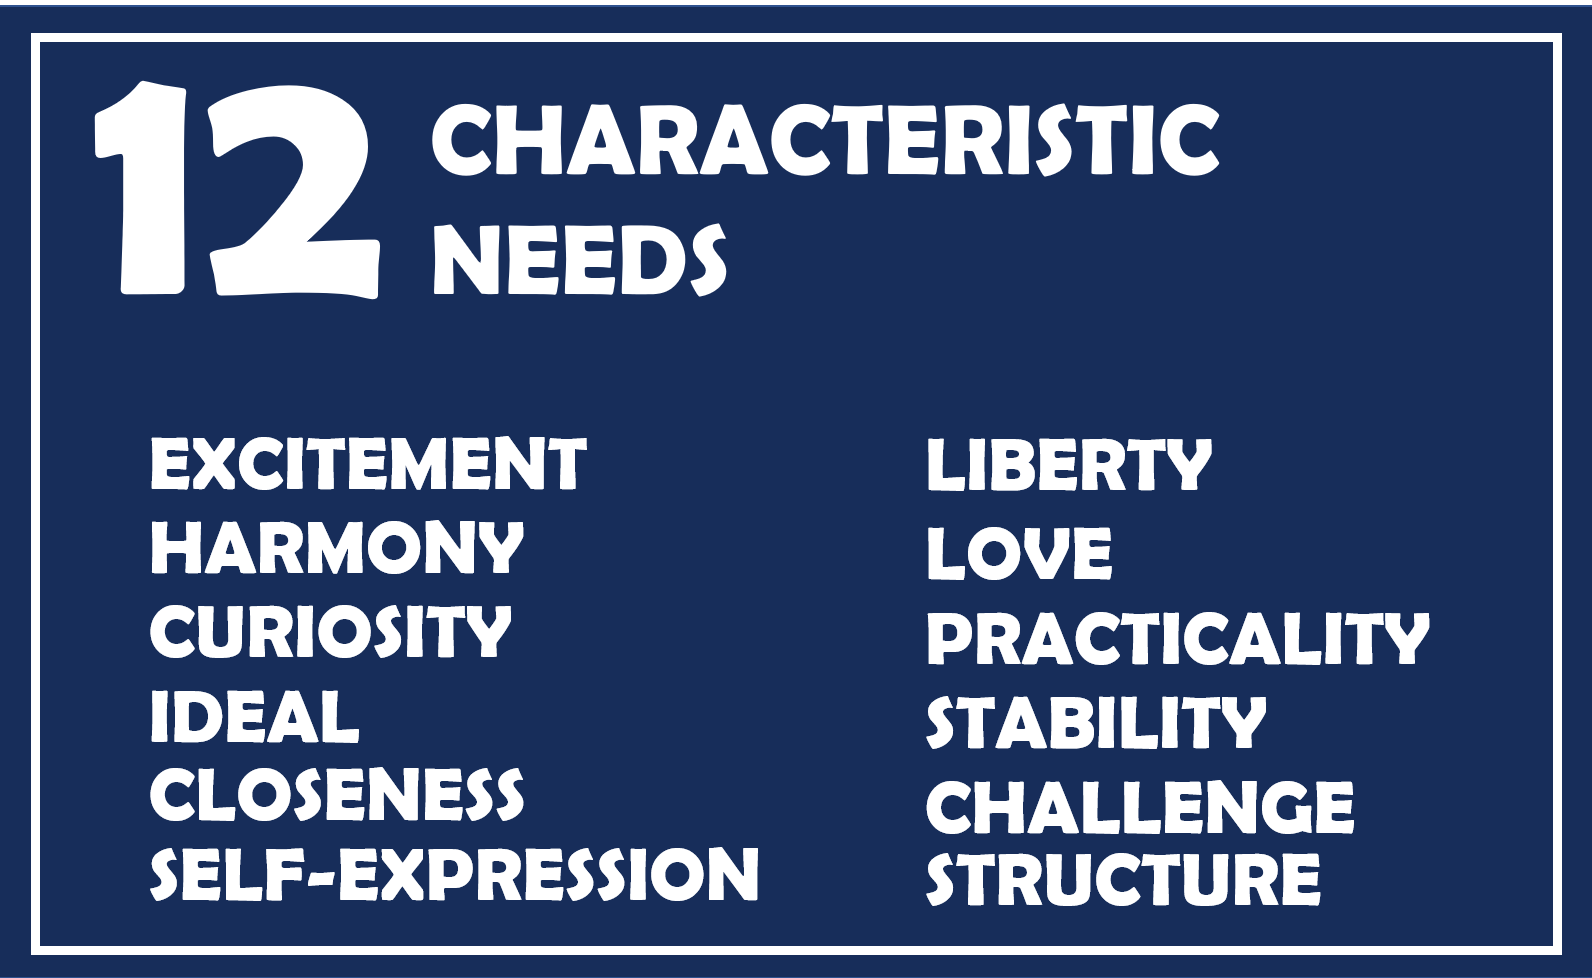 12 CHARACTERISTIC
NEEDS
EXCITEMENT
HARMONY
CURIOSITY
IDEAL
CLOSENESS
SELF-EXPRESSION
LIBERTY
LOVE
PRACTICALITY
STABILITY
CHALLENGE
STRUCTURE